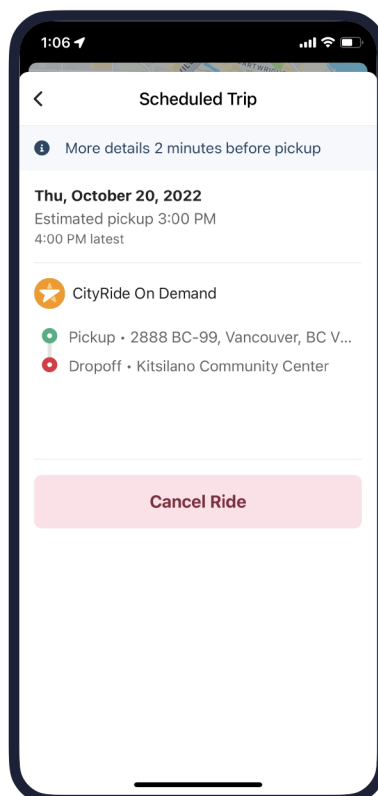 1:06
Scheduled Trip
More details 2 minutes before pickup
Thu, October 20, 2022
Estimated pickup 3:00 PM
4:00 PM latest
CityRide On Demand
Pickup • 2888 BC-99, Vancouver, BC V...
Dropoff • Kitsilano Community Center
Cancel Ride